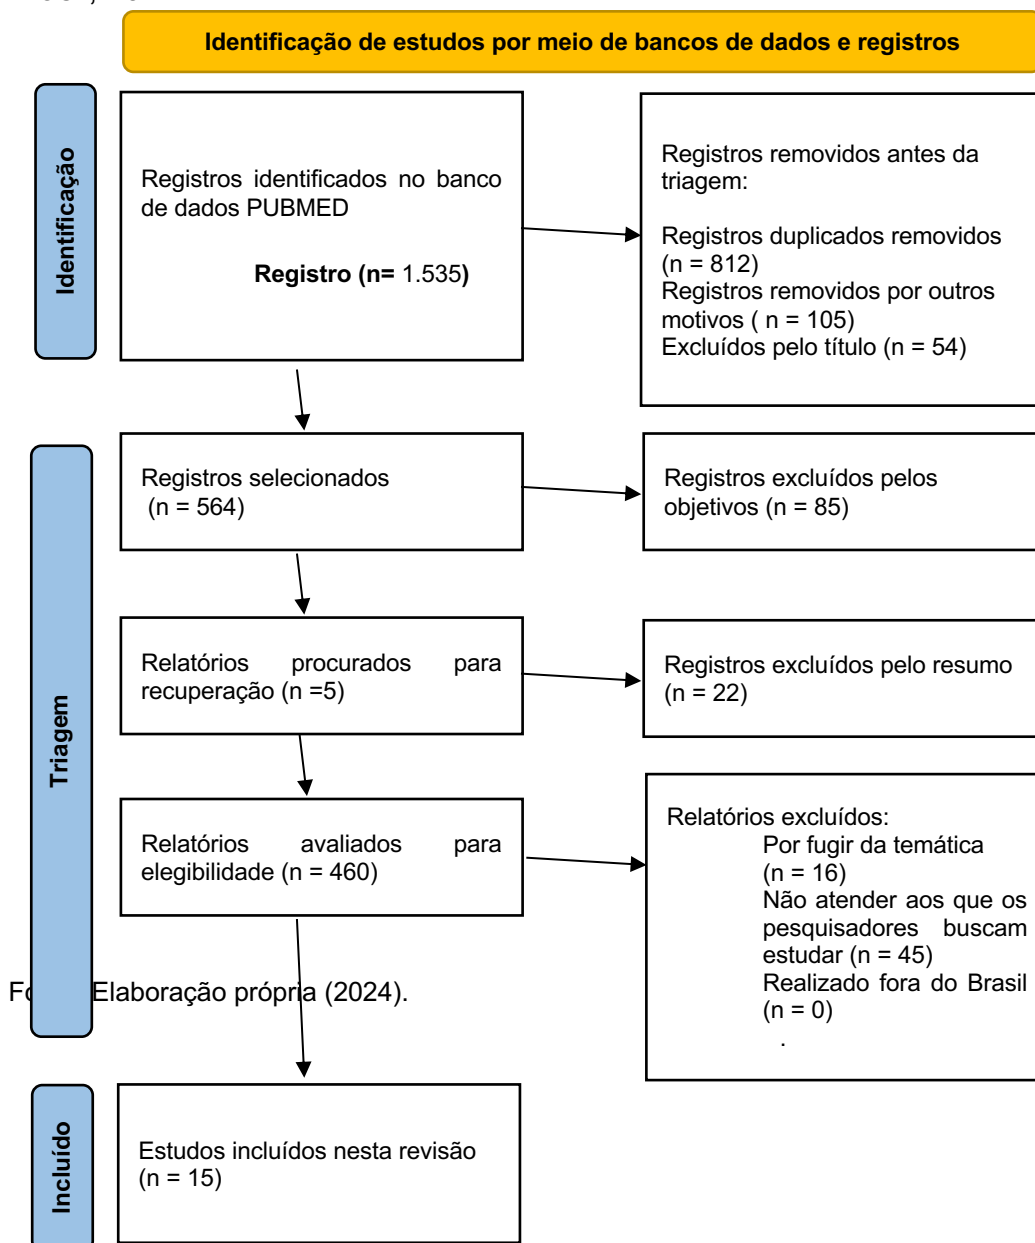 Identificação de estudos por meio de bancos de dados e registros
Identificação
Registros identificados no banco
de dados PUBMED
Registro (n= 1.535)
Registros removidos antes da
triagem:
Registros duplicados removidos
(n = 812)
Registros removidos por outros
motivos ( n = 105)
Excluídos pelo título (n = 54)
Triagem
Registros selecionados
(n = 564)
Registros excluídos pelos
objetivos (n = 85)
Relatórios procurados para
recuperação (n =5)
Registros excluídos pelo resumo
(n = 22)
Relatórios avaliados para
elegibilidade (n = 460)
Relatórios excluídos:
Por fugir da temática
(n = 16)
Não atender aos que os
pesquisadores buscam
estudar (n = 45)
Realizado fora do Brasil
(n = 0)
.
Elaboração própria (2024).
Incluído
Estudos incluídos nesta revisão
(n = 15)